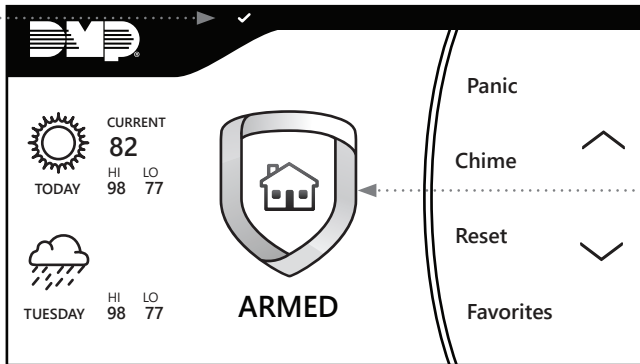 DMP
CURRENT
82
HI LO
98 77
TODAY
HI LO
98 77
TUESDAY
ARMED
Panic
Chime
Reset
Favorites